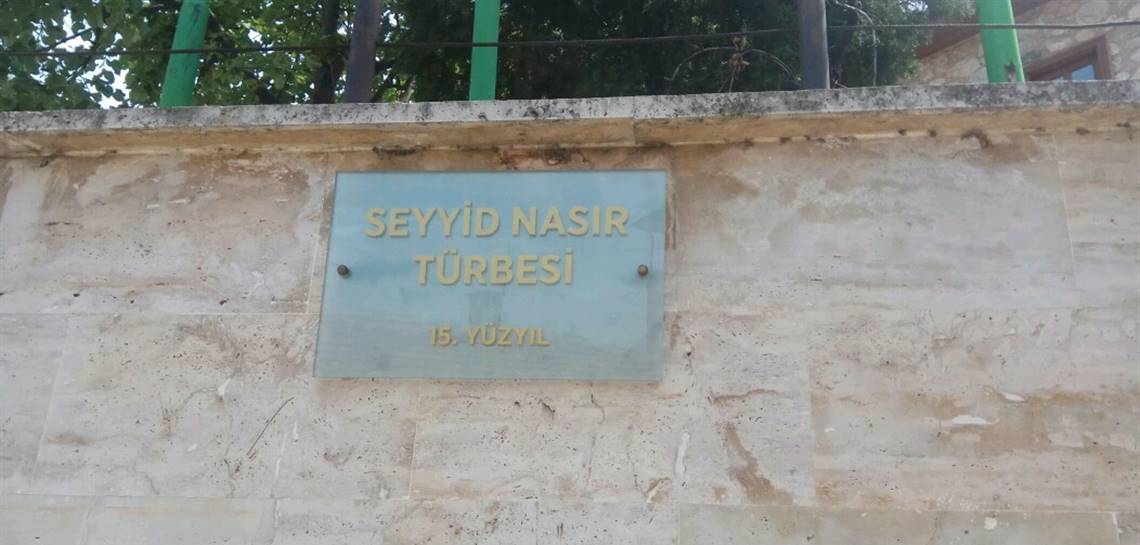 SEYYİD NASIR
TÜRBESİ
15. YÜZYIL